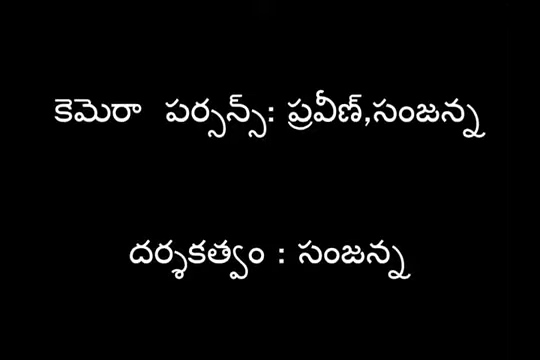 కెమెరా పర్సన్స్: ప్రవీణ్,సంజన్న
దర్శకత్వం : సంజన్న